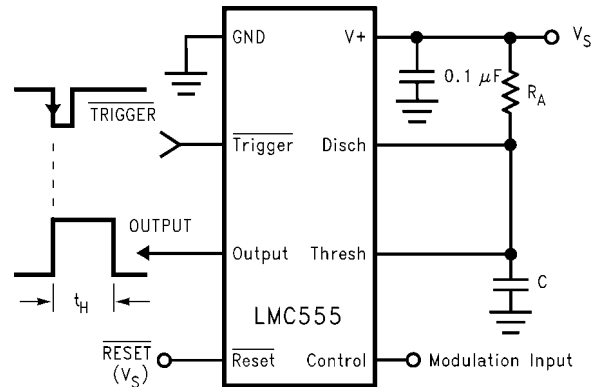 GND
V+
V_S
0.1 μF
R_A
TRIGGER
Trigger
Disch
OUTPUT
Output
Thresh
C
t_H
LMC555
RESET
(V_S)
Reset
Control
Modulation Input